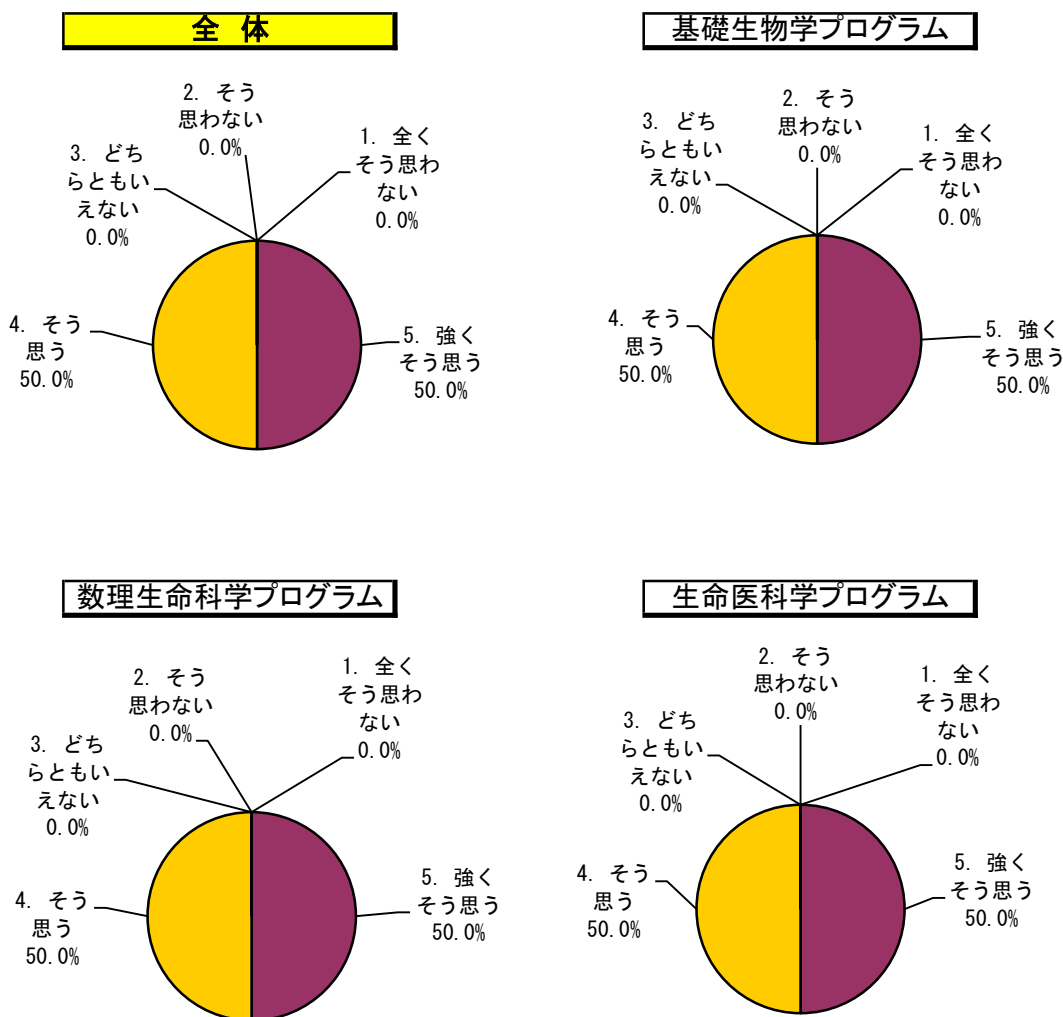 全 体
2. そう
思わない
0.0%
1. 全く
そう思わ
ない
0.0%
3. どち
らともい
えない
0.0%
4. そう
思う
50.0%
5. 強く
そう思う
50.0%
基礎生物学プログラム
2. そう
思わない
0.0%
1. 全く
そう思わ
ない
0.0%
3. どち
らともい
えない
0.0%
4. そう
思う
50.0%
5. 強く
そう思う
50.0%
数理生命科学プログラム
2. そう
思わない
0.0%
1. 全く
そう思わ
ない
0.0%
3. どち
らともい
えない
0.0%
4. そう
思う
50.0%
5. 強く
そう思う
50.0%
生命医科学プログラム
2. そう
思わない
0.0%
1. 全く
そう思わ
ない
0.0%
3. どち
らともい
えない
0.0%
4. そう
思う
50.0%
5. 強く
そう思う
50.0%